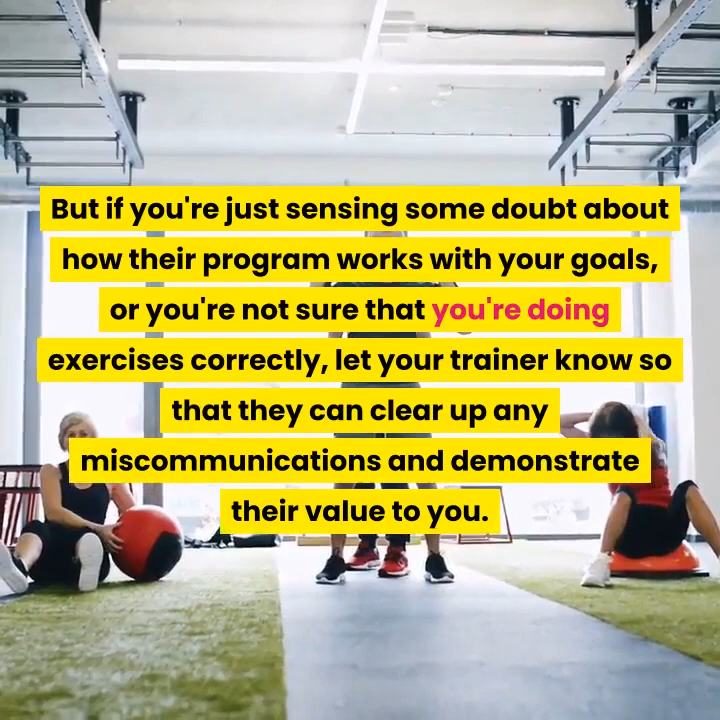 But if you're just sensing some doubt about
how their program works with your goals,
or you're not sure that you're doing
exercises correctly, let your trainer know so
that they can clear up any
miscommunications and demonstrate
their value to you.